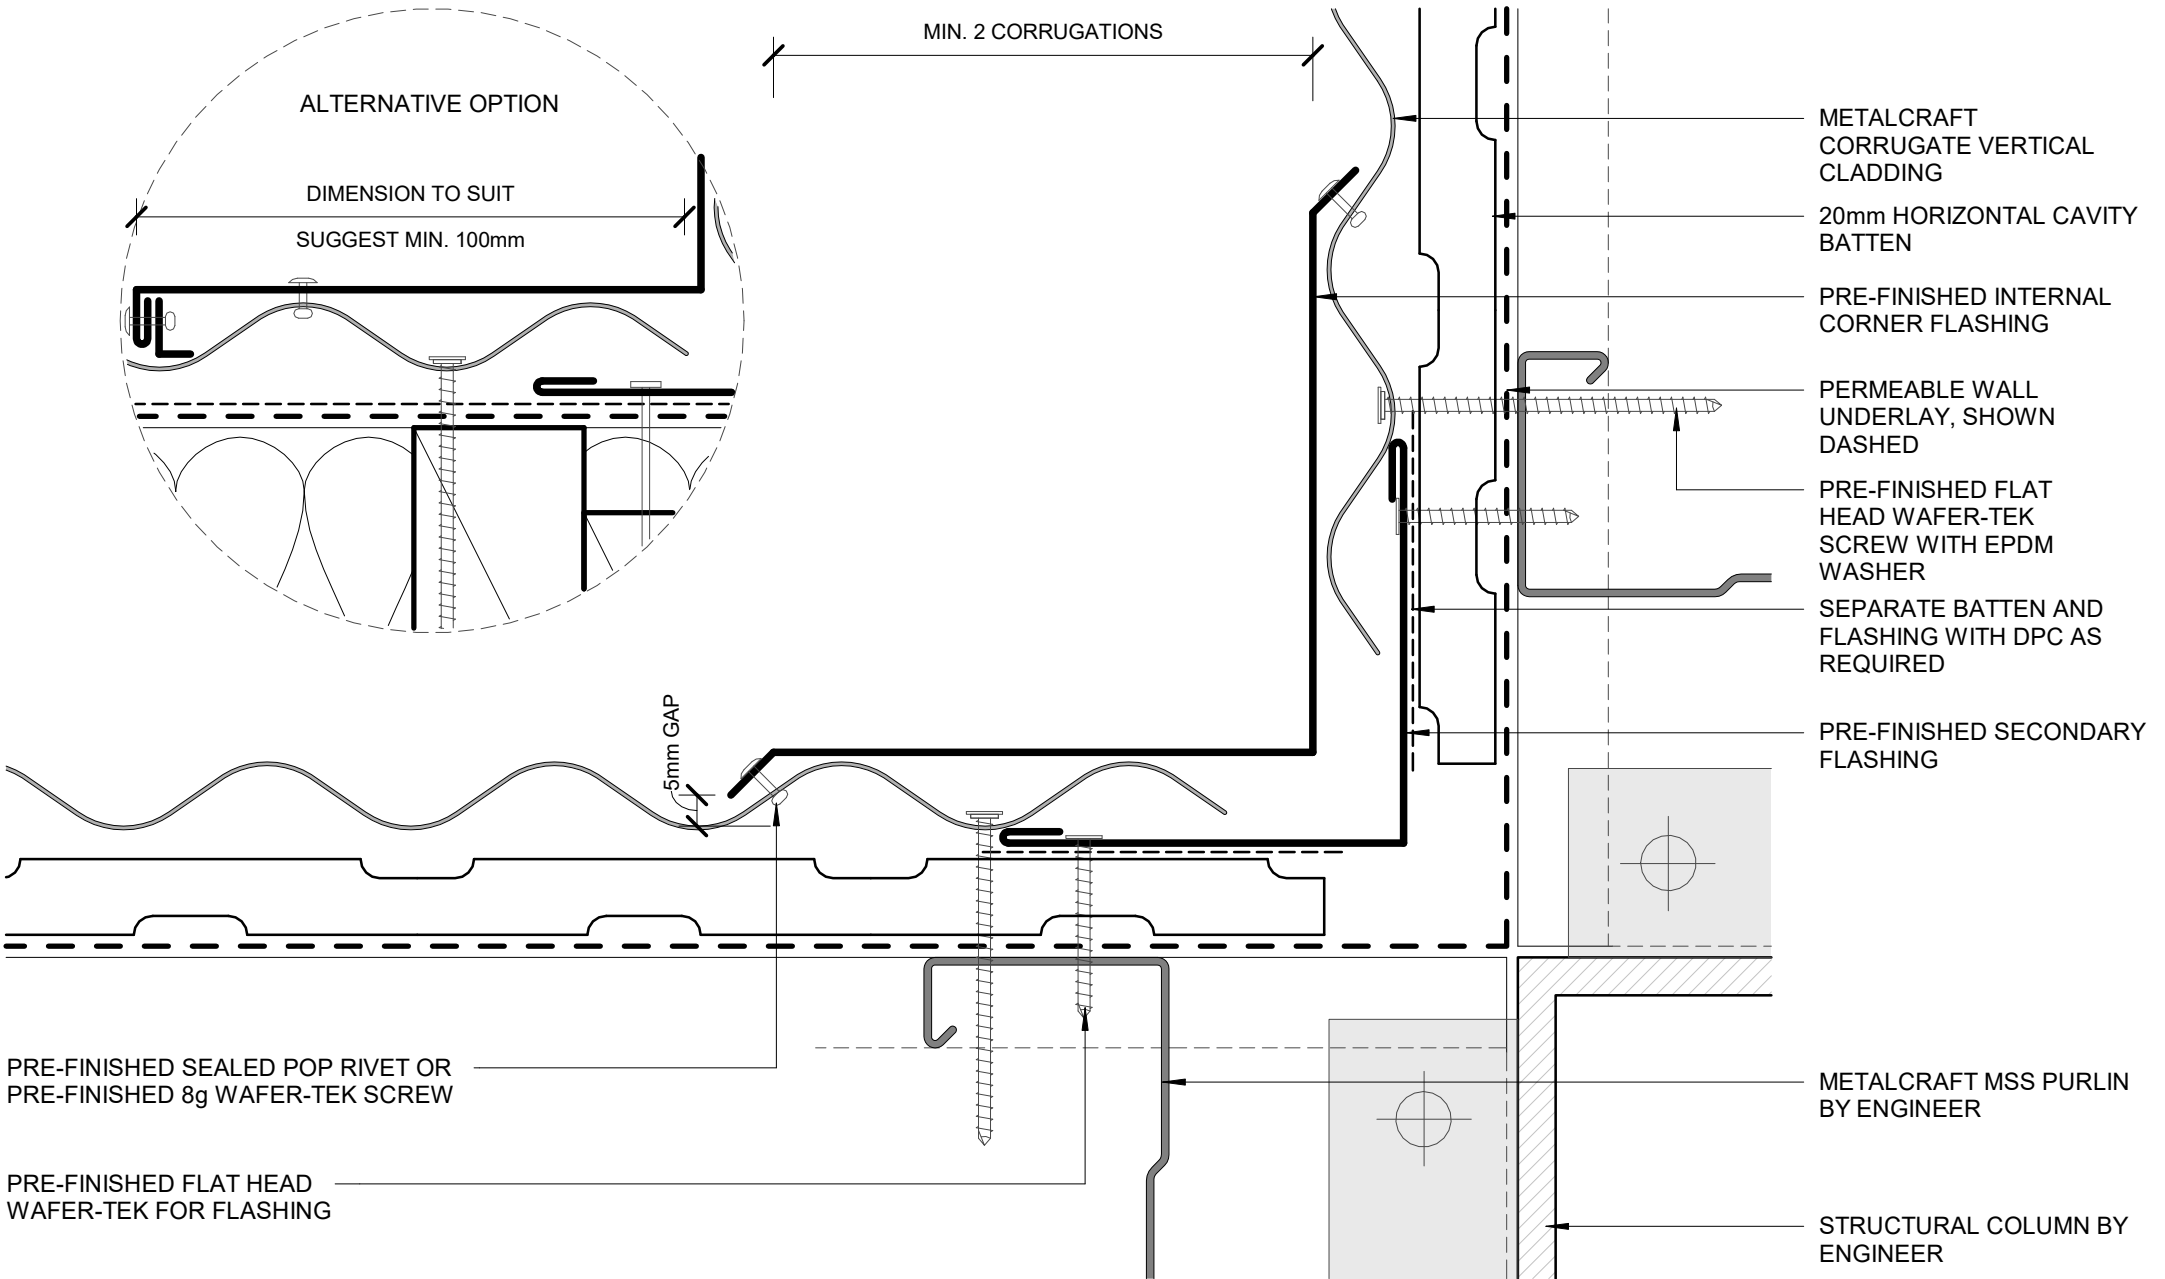 MIN. 2 CORRUGATIONS
ALTERNATIVE OPTION
DIMENSION TO SUIT
SUGGEST MIN. 100mm
METALCRAFT
CORRUGATE VERTICAL
CLADDING
20mm HORIZONTAL CAVITY
BATTEN
PRE-FINISHED INTERNAL
CORNER FLASHING
PERMEABLE WALL
UNDERLAY, SHOWN
DASHED
PRE-FINISHED FLAT
HEAD WAFER-TEK
SCREW WITH EPDM
WASHER
SEPARATE BATTEN AND
FLASHING WITH DPC AS
REQUIRED
PRE-FINISHED SECONDARY
FLASHING
5mm GAP
PRE-FINISHED SEALED POP RIVET OR
PRE-FINISHED 8g WAFER-TEK SCREW
PRE-FINISHED FLAT HEAD
WAFER-TEK FOR FLASHING
METALCRAFT MSS PURLIN
BY ENGINEER
STRUCTURAL COLUMN BY
ENGINEER